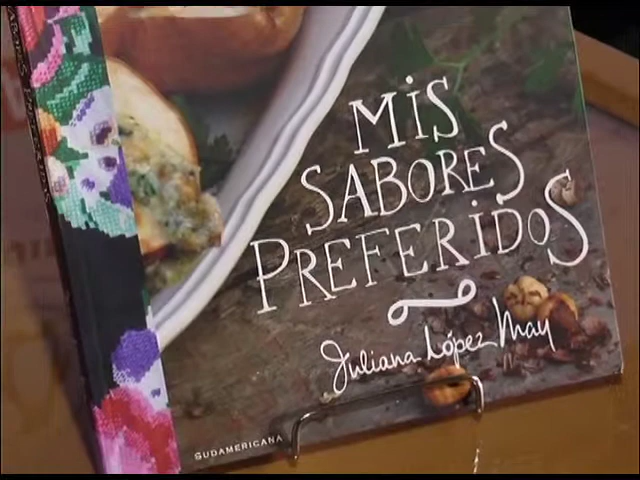 MiS
SABORES
PREFERiDOS
Juliana López May
SUDAMERICANA